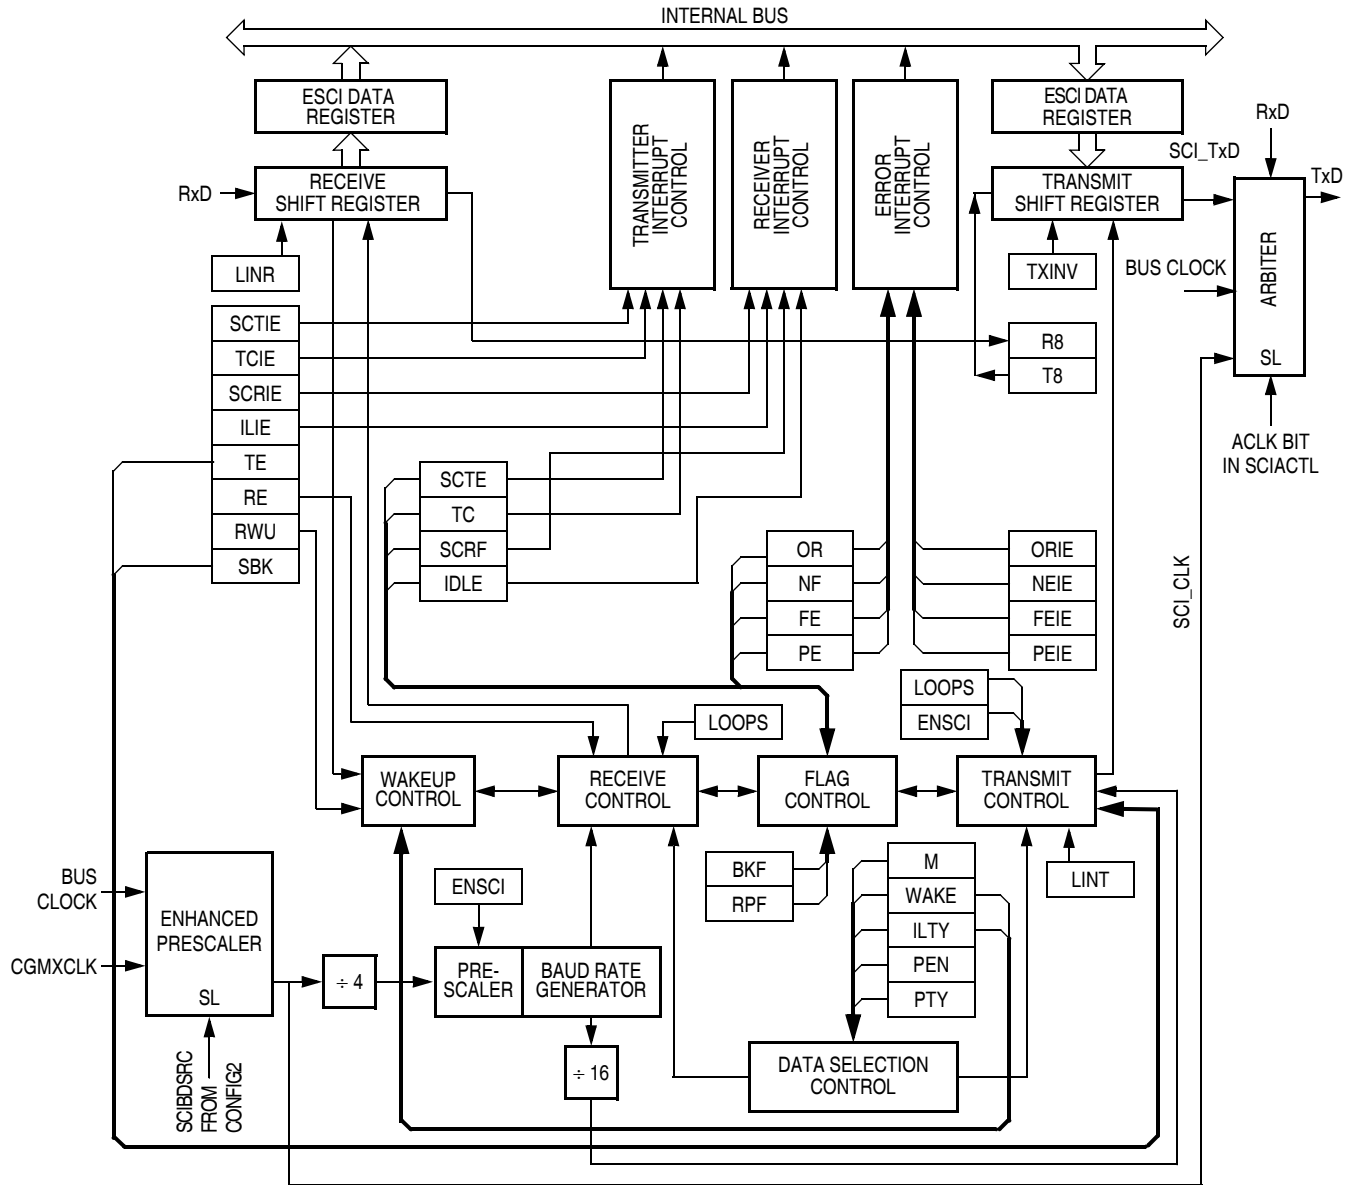 INTERNAL BUS
ESCI DATA
REGISTER
TRANSMITTER
INTERRUPT
CONTROL
RECEIVER
INTERRUPT
CONTROL
ERROR
INTERRUPT
CONTROL
ESCI DATA
REGISTER
RxD
SCI_TxD
TxD
RxD
RECEIVE
SHIFT REGISTER
TRANSMIT
SHIFT REGISTER
LINR
TXINV
BUS CLOCK
ARBITER
SL
SCTIE
TCIE
SCRIE
ILIE
TE
RE
RWU
SBK
R8
T8
ACLK BIT
IN SCIACTL
SCTE
TC
SCRF
IDLE
OR
NF
FE
PE
ORIE
NEIE
FEIE
PEIE
SCI_CLK
LOOPS
LOOPS
ENSCI
WAKEUP
CONTROL
RECEIVE
CONTROL
FLAG
CONTROL
TRANSMIT
CONTROL
BKF
RPF
M
WAKE
ILTY
PEN
PTY
LINT
BUS
CLOCK
CGMXCLK
ENHANCED
PRESCALER
SL
ENSCI
÷ 4
PRE-
SCALER
BAUD RATE
GENERATOR
÷ 16
DATA SELECTION
CONTROL
SCIBDSRC
FROM
CONFIG2